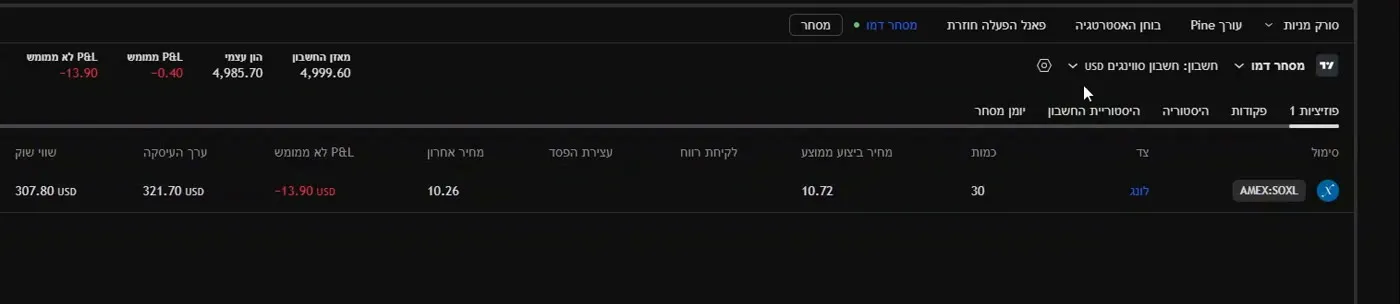 סורק מניות עורך Pine בוחן האסטרטגיה פאנל הפעלה חוזרת מסחר דמו מסחר
מסחר דמו חשבון: חשבון סווינגים USD
מאזן החשבון הון עצמי P&L ממומש P&L לא ממומש
4,999.60 4,985.70 −0.40 −13.90
פוזיציות 1 פקודות היסטוריה היסטוריית החשבון יומן מסחר
סימול צד כמות מחיר ביצוע ממוצע לקיחת רווח עצירת הפסד מחיר אחרון P&L לא ממומש ערך העיסקה שווי שוק
AMEX:SOXL לונג 30 10.72 10.26 −13.90 USD 321.70 USD 307.80 USD